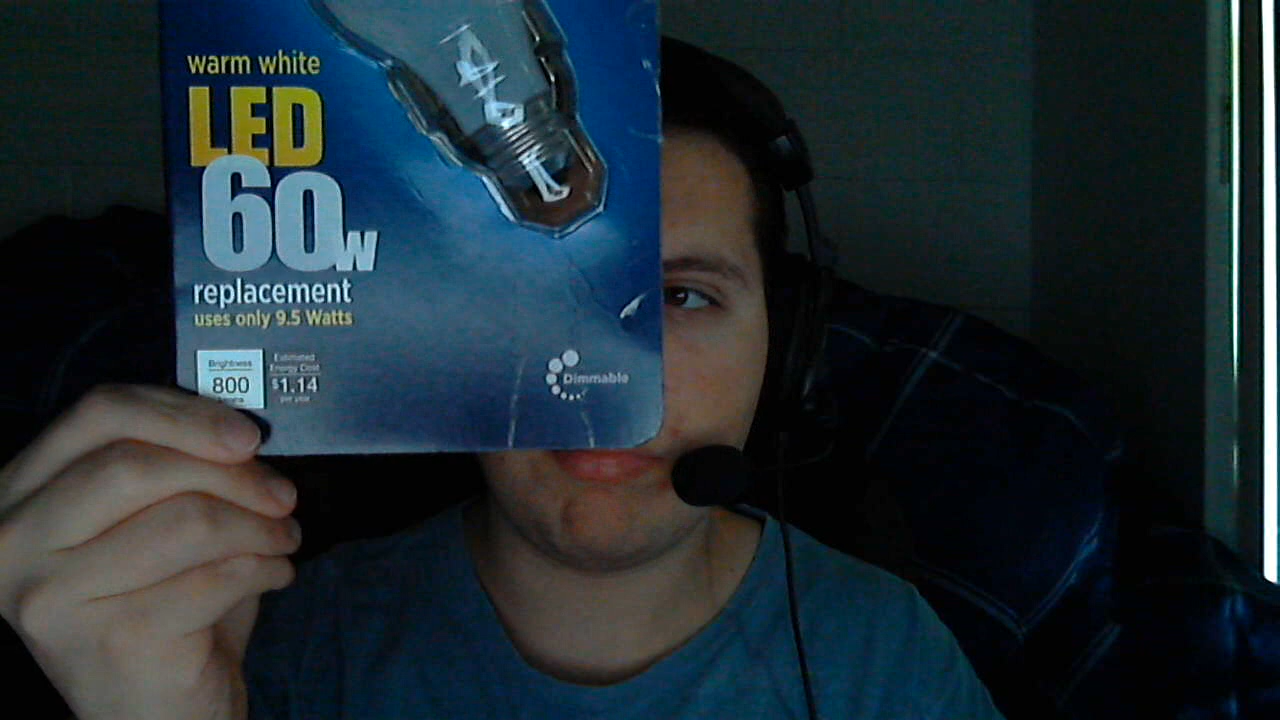 warm white
LED
60w
replacement
uses only 9.5 Watts
Brightness
800
Estimated
Energy Cost
$1.14
per year
Dimmable